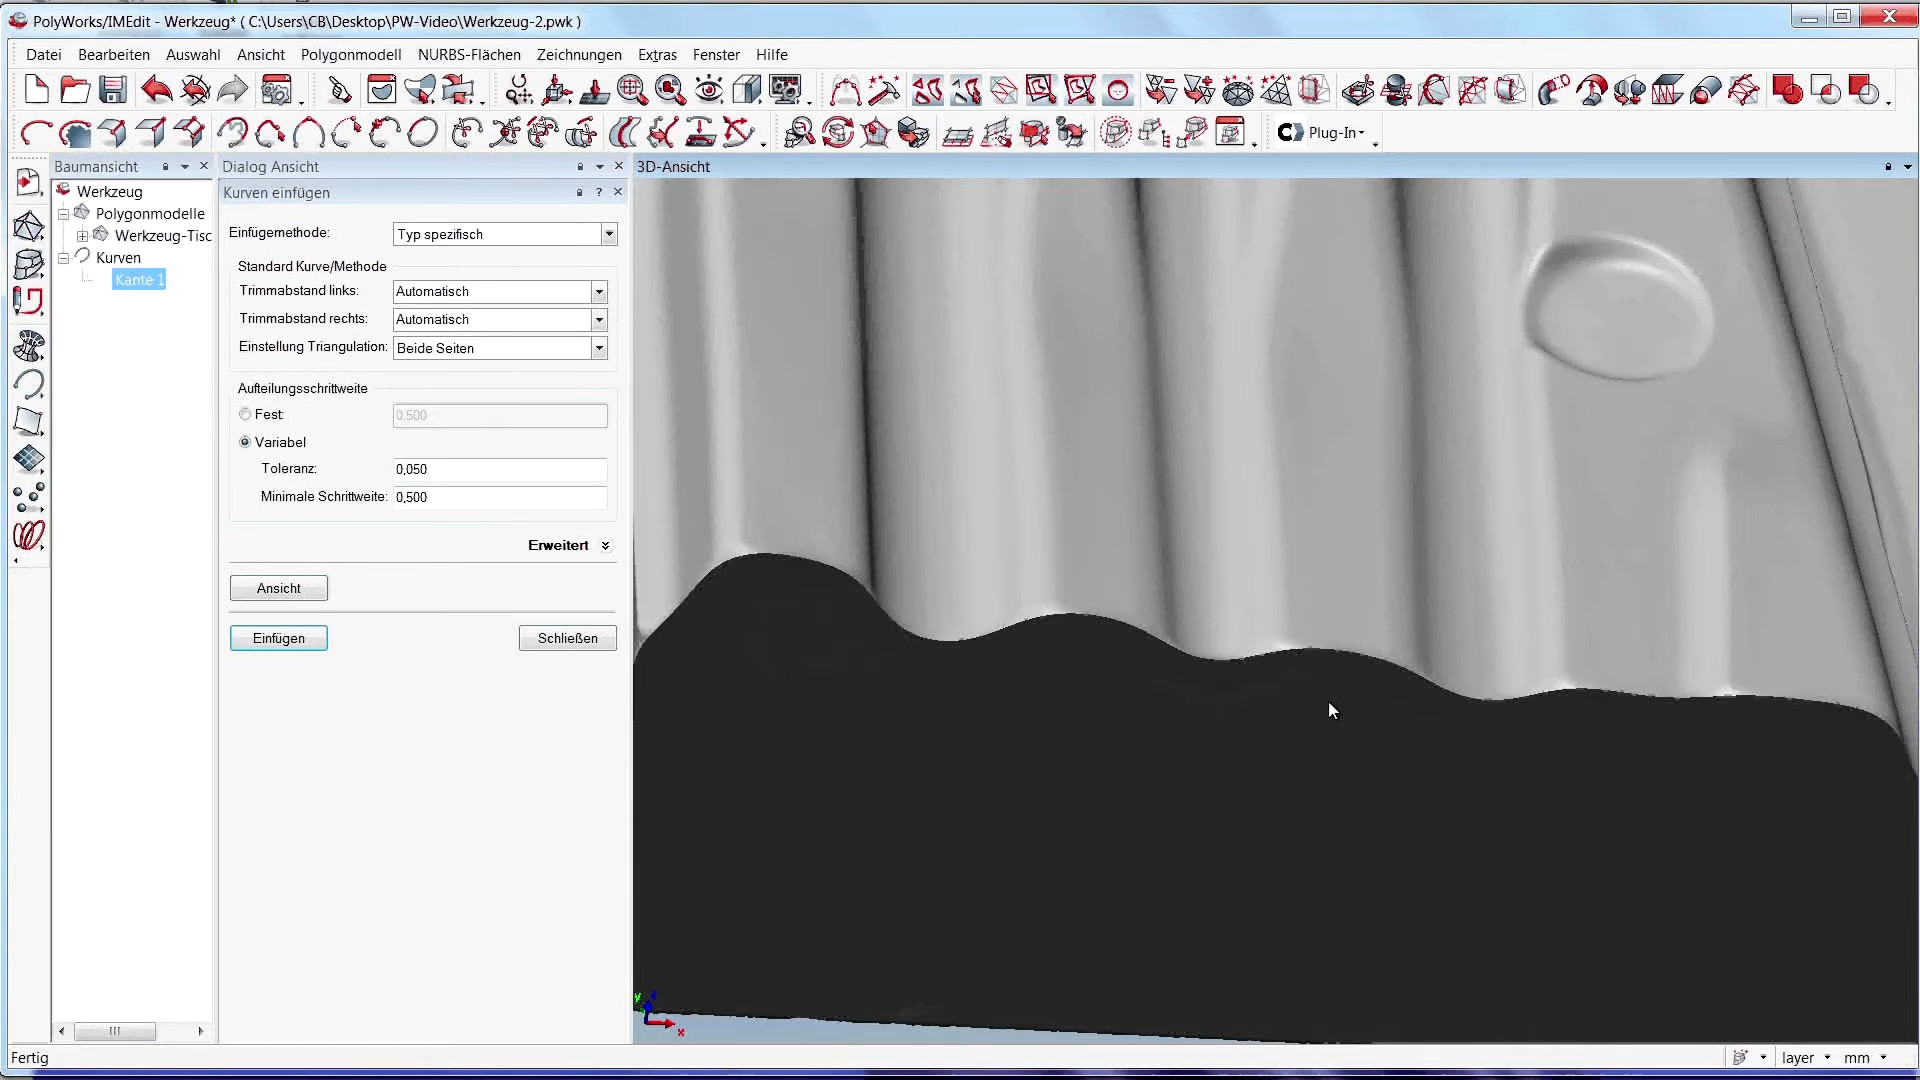 PolyWorks/IMEdit - Werkzeug* ( C:\Users\CB\Desktop\PW-Video\Werkzeug-2.pwk )
Datei Bearbeiten Auswahl Ansicht Polygonmodell NURBS-Flächen Zeichnungen Extras Fenster Hilfe
Plug-In
Baumansicht
Werkzeug
Polygonmodelle
Werkzeug-Tisc
Kurven
Kante 1
Dialog Ansicht
Kurven einfügen
Einfügemethode: Typ spezifisch
Standard Kurve/Methode
Trimmabstand links: Automatisch
Trimmabstand rechts: Automatisch
Einstellung Triangulation: Beide Seiten
Aufteilungsschrittweite
Fest: 0.500
Variabel
Toleranz: 0,050
Minimale Schrittweite: 0,500
Erweitert
Ansicht
Einfügen Schließen
3D-Ansicht
y z
x
Fertig layer mm